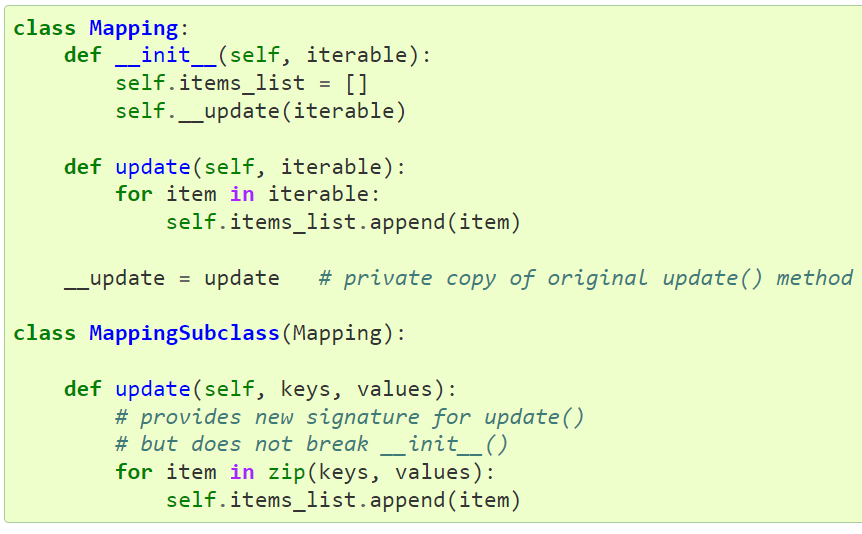 class Mapping:
    def __init__(self, iterable):
        self.items_list = []
        self.__update(iterable)

    def update(self, iterable):
        for item in iterable:
            self.items_list.append(item)

    __update = update   # private copy of original update() method

class MappingSubclass(Mapping):

    def update(self, keys, values):
        # provides new signature for update()
        # but does not break __init__()
        for item in zip(keys, values):
            self.items_list.append(item)